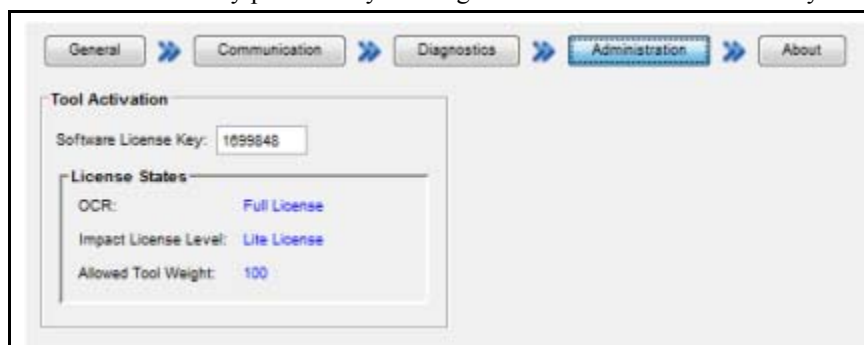 General Communication Diagnostics Administration About
Tool Activation
Software License Key: 1699848
License States
OCR: Full License
Impact License Level: Lite License
Allowed Tool Weight: 100